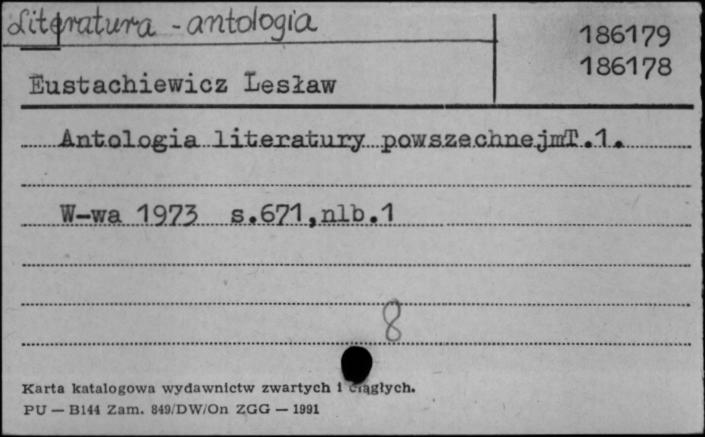 Literatura - antologia
186179
186178
Eustachiewicz Lesław
Antologia literatury powszechnejmT.1.
W-wa 1973 s.671,nlb.1
8
Karta katalogowa wydawnictw zwartych i ciągłych.
PU — B144 Zam. 849/DW/On ZGG — 1991